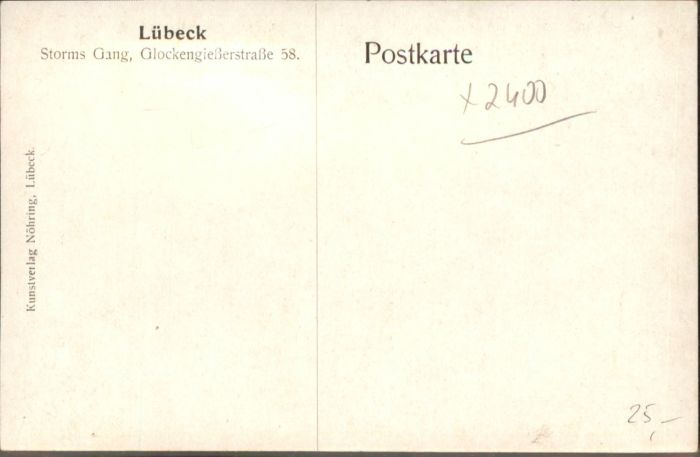 Lübeck
Storms Gang, Glockengießerstraße 58.
Kunstverlag Nöhring, Lübeck.
Postkarte
x 2400
25,-